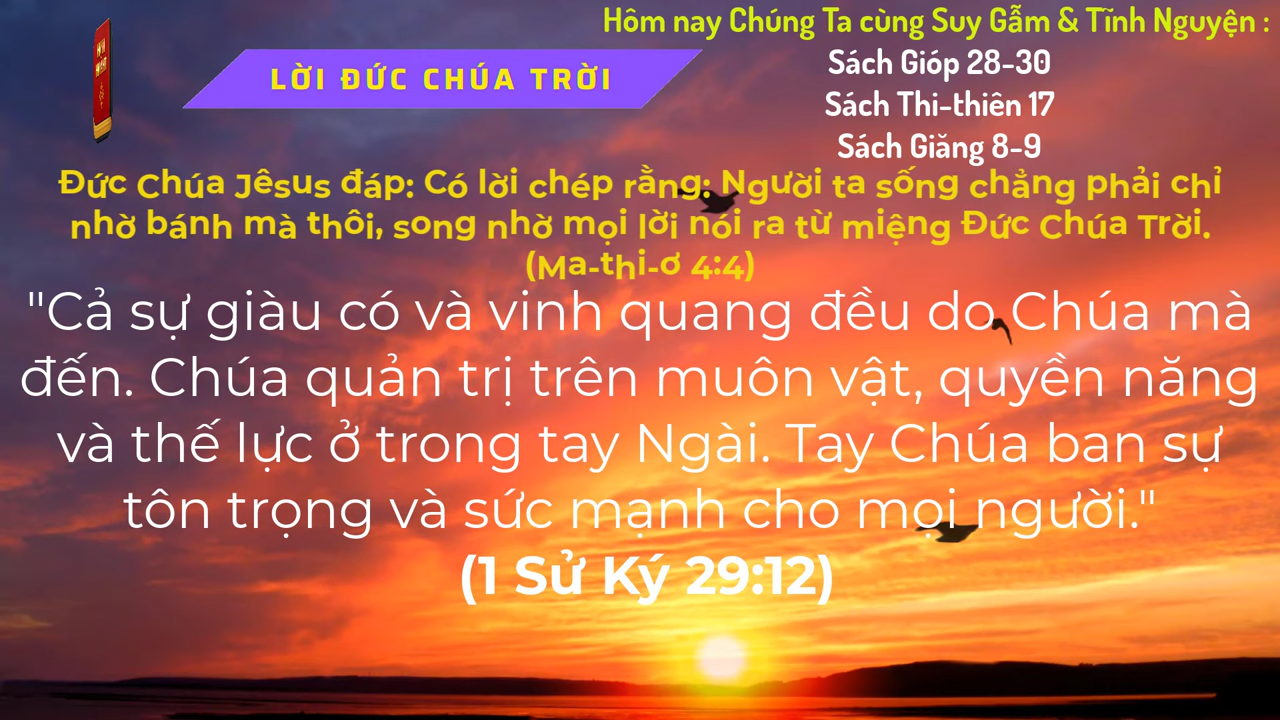 Hôm nay Chúng Ta cùng Suy Gẫm & Tĩnh Nguyện :
Sách Gióp 28-30
Sách Thi-thiên 17
Sách Giăng 8-9
LỜI ĐỨC CHÚA TRỜI
Đức Chúa Jêsus đáp: Có lời chép rằng: Người ta sống chẳng phải chỉ
nhờ bánh mà thôi, song nhờ mọi lời nói ra từ miệng Đức Chúa Trời.
(Ma-thi-ơ 4:4)
"Cả sự giàu có và vinh quang đều do Chúa mà
đến. Chúa quản trị trên muôn vật, quyền năng
và thế lực ở trong tay Ngài. Tay Chúa ban sự
tôn trọng và sức mạnh cho mọi người."
(1 Sử Ký 29:12)